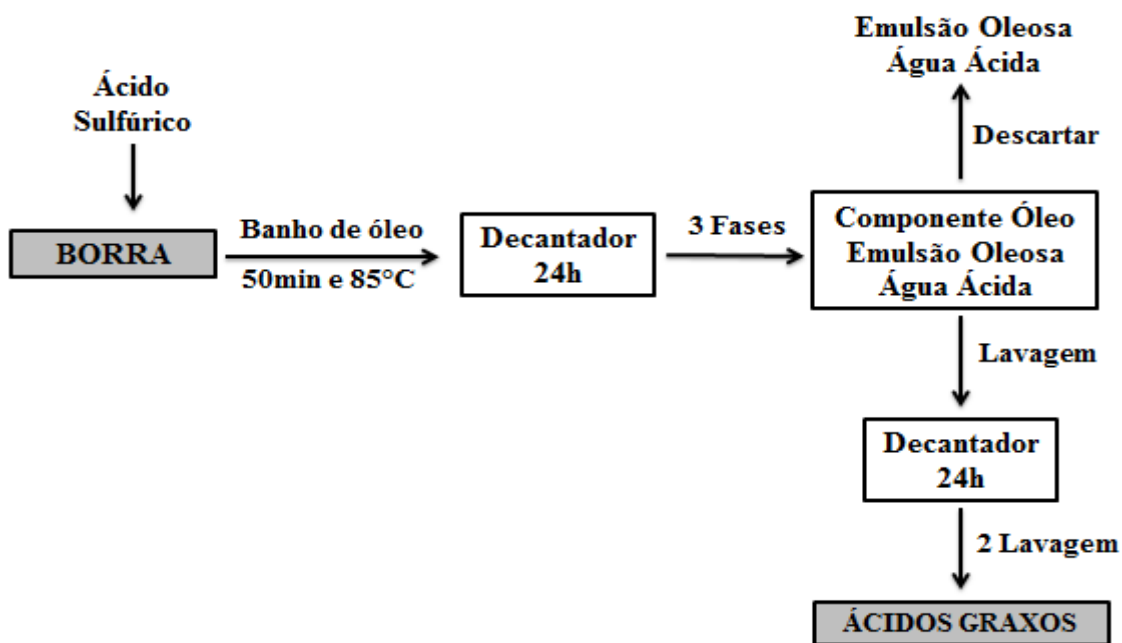 Emulsão Oleosa
Água Ácida
Ácido
Sulfúrico
Descartar
BORRA
Banho de óleo
50min e 85°C
Decantador
24h
3 Fases
Componente Óleo
Emulsão Oleosa
Água Ácida
Lavagem
Decantador
24h
2 Lavagem
ÁCIDOS GRAXOS